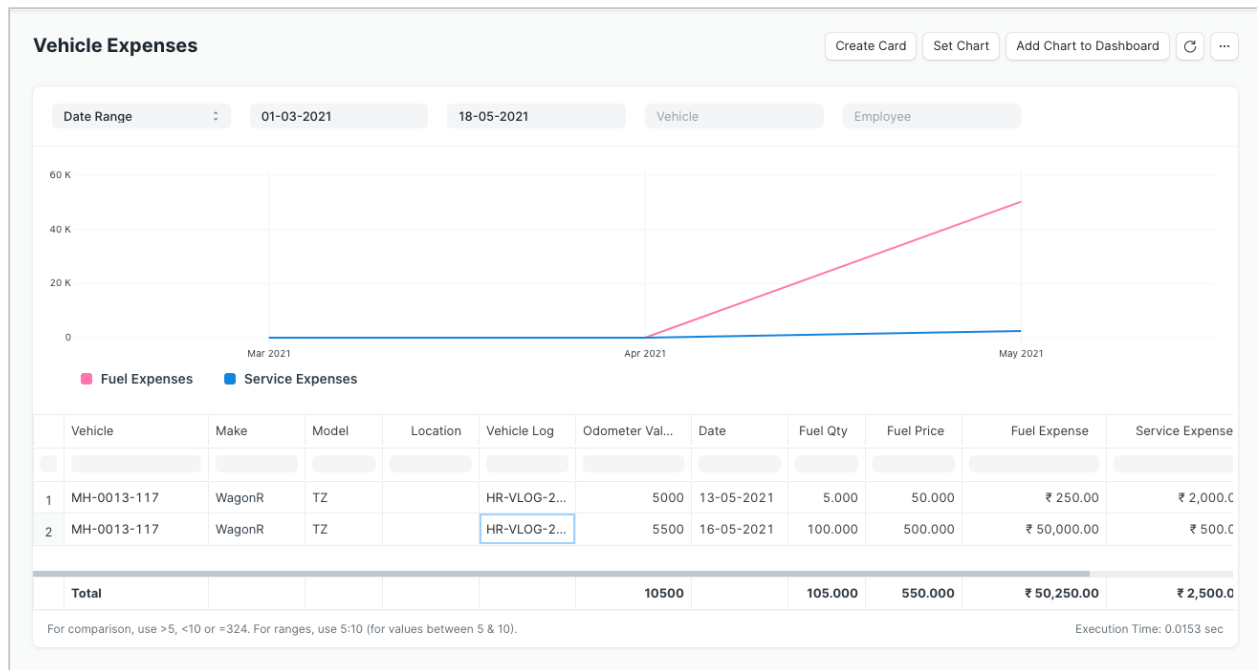 Vehicle Expenses
Create Card
Set Chart
Add Chart to Dashboard
...
Date Range
01-03-2021
18-05-2021
Vehicle
Employee
60 K
40 K
20 K
0
Mar 2021
Apr 2021
May 2021
Fuel Expenses
Service Expenses
Vehicle Make Model Location Vehicle Log Odometer Val... Date Fuel Qty Fuel Price Fuel Expense Service Expense
1 MH-0013-117 WagonR TZ HR-VLOG-2... 5000 13-05-2021 5.000 50.000 ₹ 250.00 ₹ 2,000.0
2 MH-0013-117 WagonR TZ HR-VLOG-2... 5500 16-05-2021 100.000 500.000 ₹ 50,000.00 ₹ 500.0
Total 10500 105.000 550.000 ₹ 50,250.00 ₹ 2,500.0
For comparison, use >5, <10 or =324. For ranges, use 5:10 (for values between 5 & 10).
Execution Time: 0.0153 sec